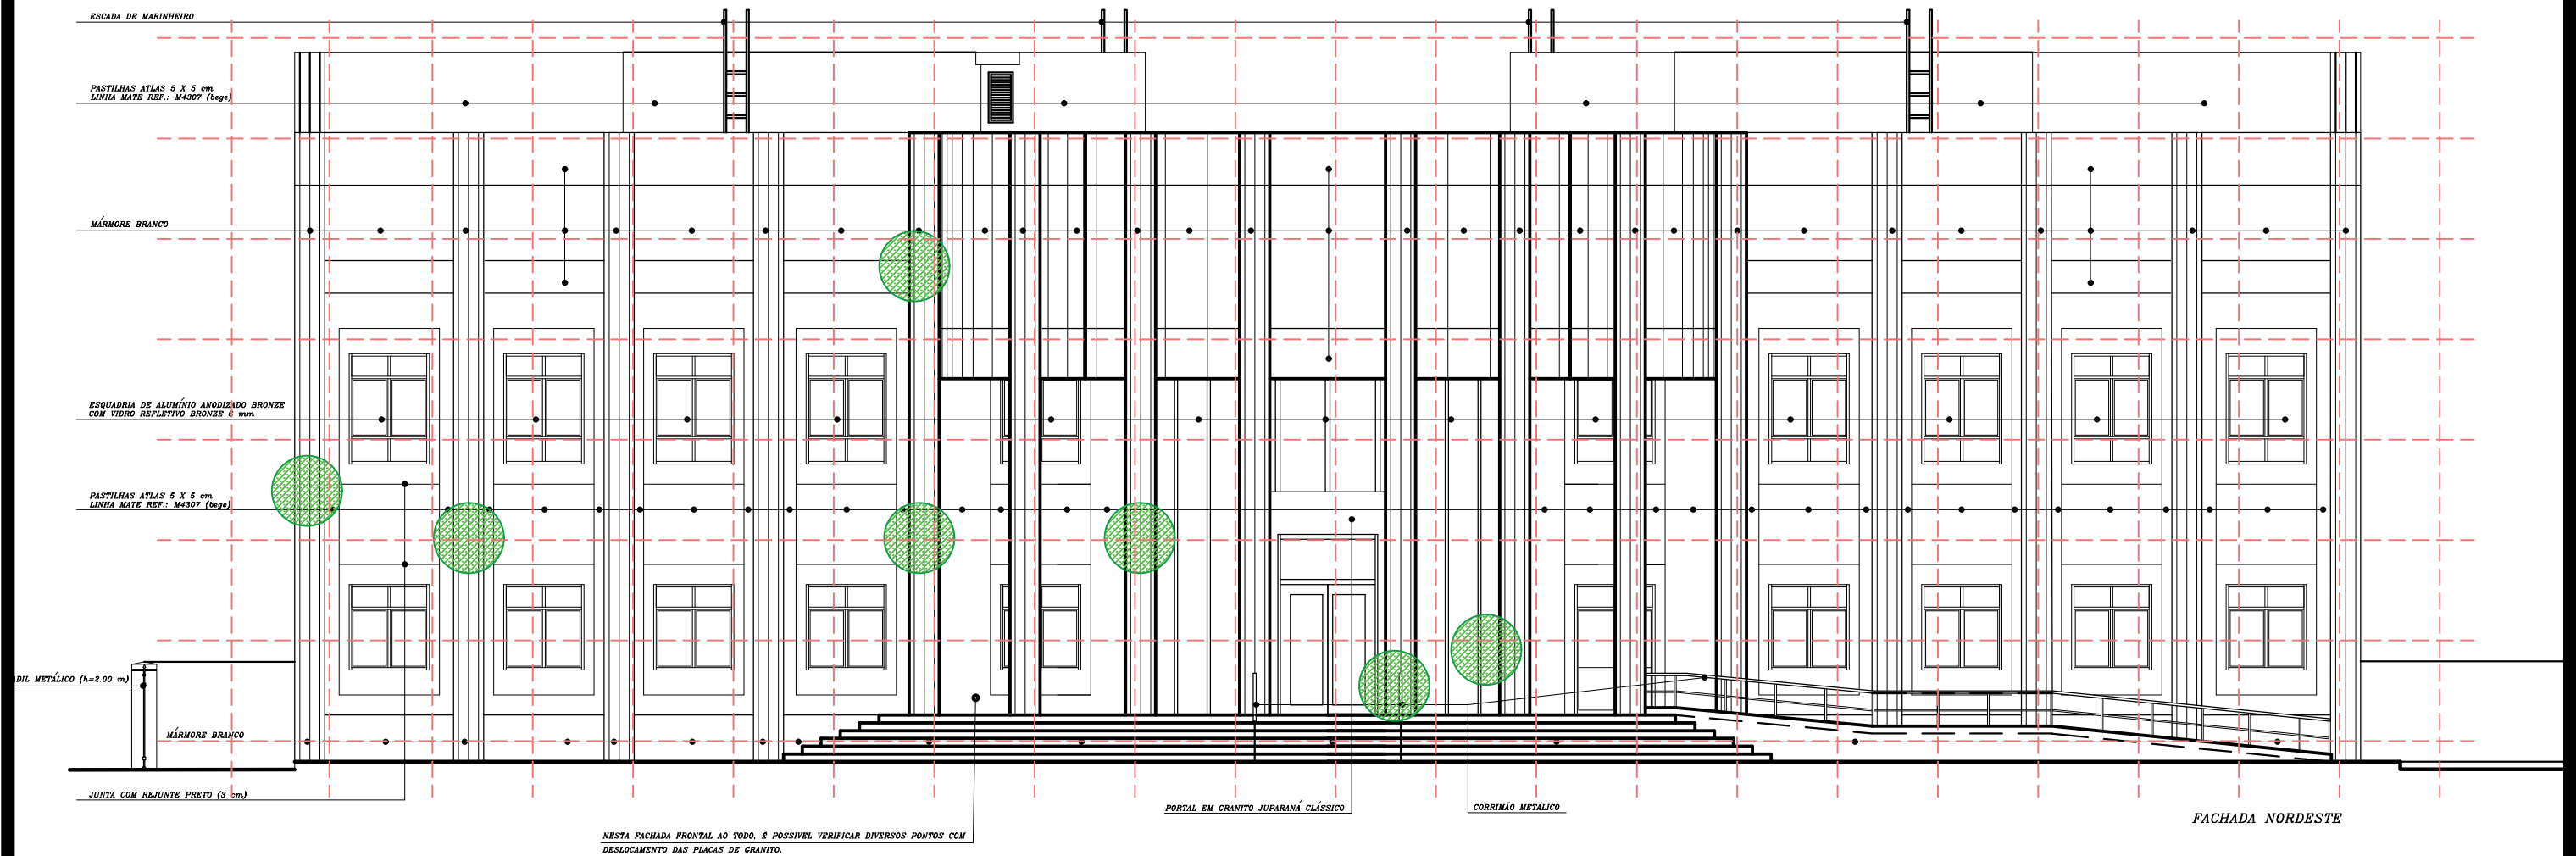 ESCADA DE MARINHEIRO
PASTILHAS ATLAS 5 X 5 cm
LINHA MATE REF.: M4307 (bege)
MÁRMORE BRANCO
ESQUADRIA DE ALUMÍNIO ANODIZADO BRONZE
COM VIDRO REFLETIVO BRONZE 6 mm
PASTILHAS ATLAS 5 X 5 cm
LINHA MATE REF.: M4307 (bege)
ADIL METÁLICO (h=2.00 m)
MÁRMORE BRANCO
JUNTA COM REJUNTE PRETO (3 cm)
PORTAL EM GRANITO JUPARANÁ CLÁSSICO
CORRIMÃO METÁLICO
FACHADA NORDESTE
NESTA FACHADA FRONTAL AO TODO, É POSSIVEL VERIFICAR DIVERSOS PONTOS COM
DESLOCAMENTO DAS PLACAS DE GRANITO.